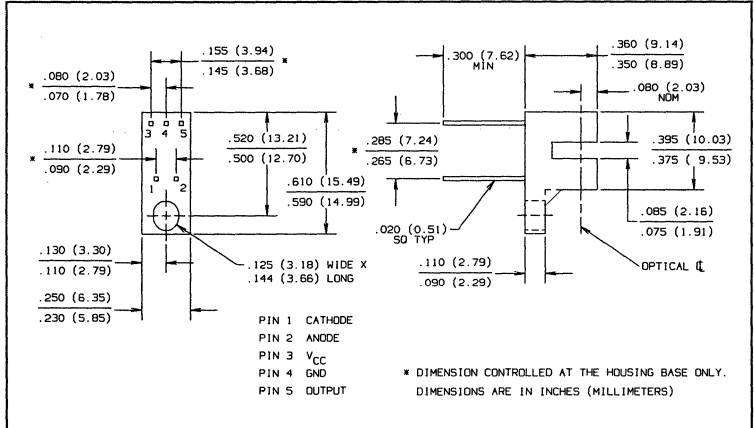 .155 (3.94)
.145 (3.68) *
* .080 (2.03)
.070 (1.78)
3 4 5
* .110 (2.79)
.090 (2.29)
1 2
.520 (13.21)
.500 (12.70)
.610 (15.49)
.590 (14.99)
.130 (3.30)
.110 (2.79)
.250 (6.35)
.230 (5.85)
.125 (3.18) WIDE X
.144 (3.66) LONG
.300 (7.62)
MIN
.360 (9.14)
.350 (8.89)
.080 (2.03)
NOM
* .285 (7.24)
.265 (6.73)
.395 (10.03)
.375 ( 9.53)
.020 (0.51)
SQ TYP
.085 (2.16)
.075 (1.91)
.110 (2.79)
.090 (2.29)
OPTICAL ℄
PIN 1 CATHODE
PIN 2 ANODE
PIN 3 VCC
PIN 4 GND
PIN 5 OUTPUT
* DIMENSION CONTROLLED AT THE HOUSING BASE ONLY.
DIMENSIONS ARE IN INCHES (MILLIMETERS)